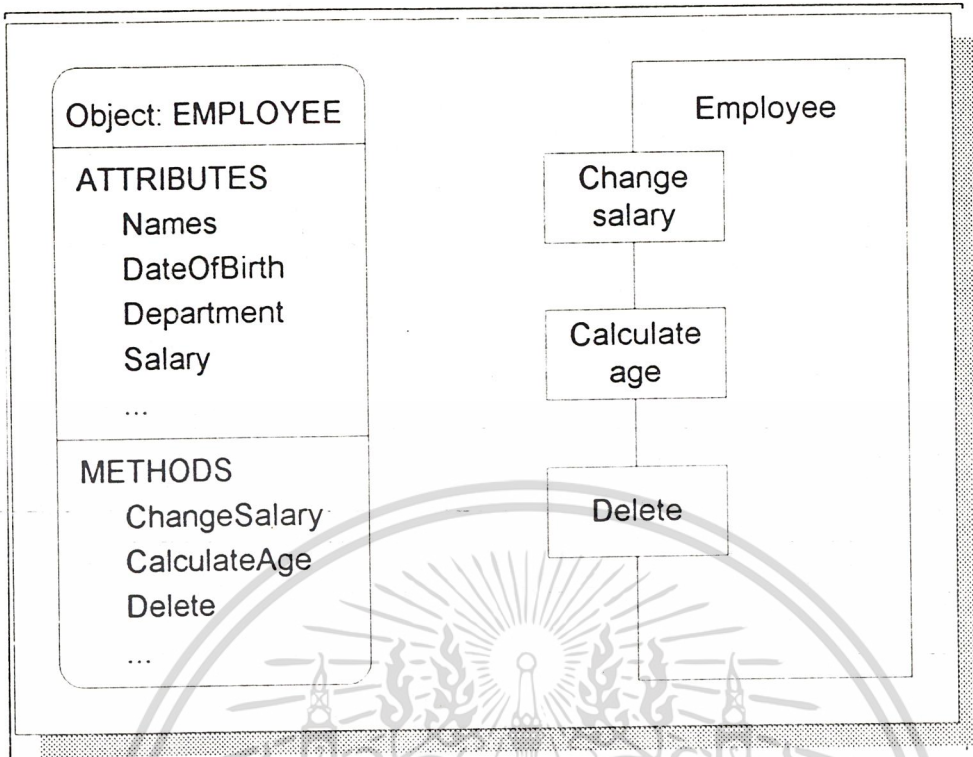 Object: EMPLOYEE
ATTRIBUTES
Names
DateOfBirth
Department
Salary
...
METHODS
ChangeSalary
CalculateAge
Delete
...
Employee
Change
salary
Calculate
age
Delete